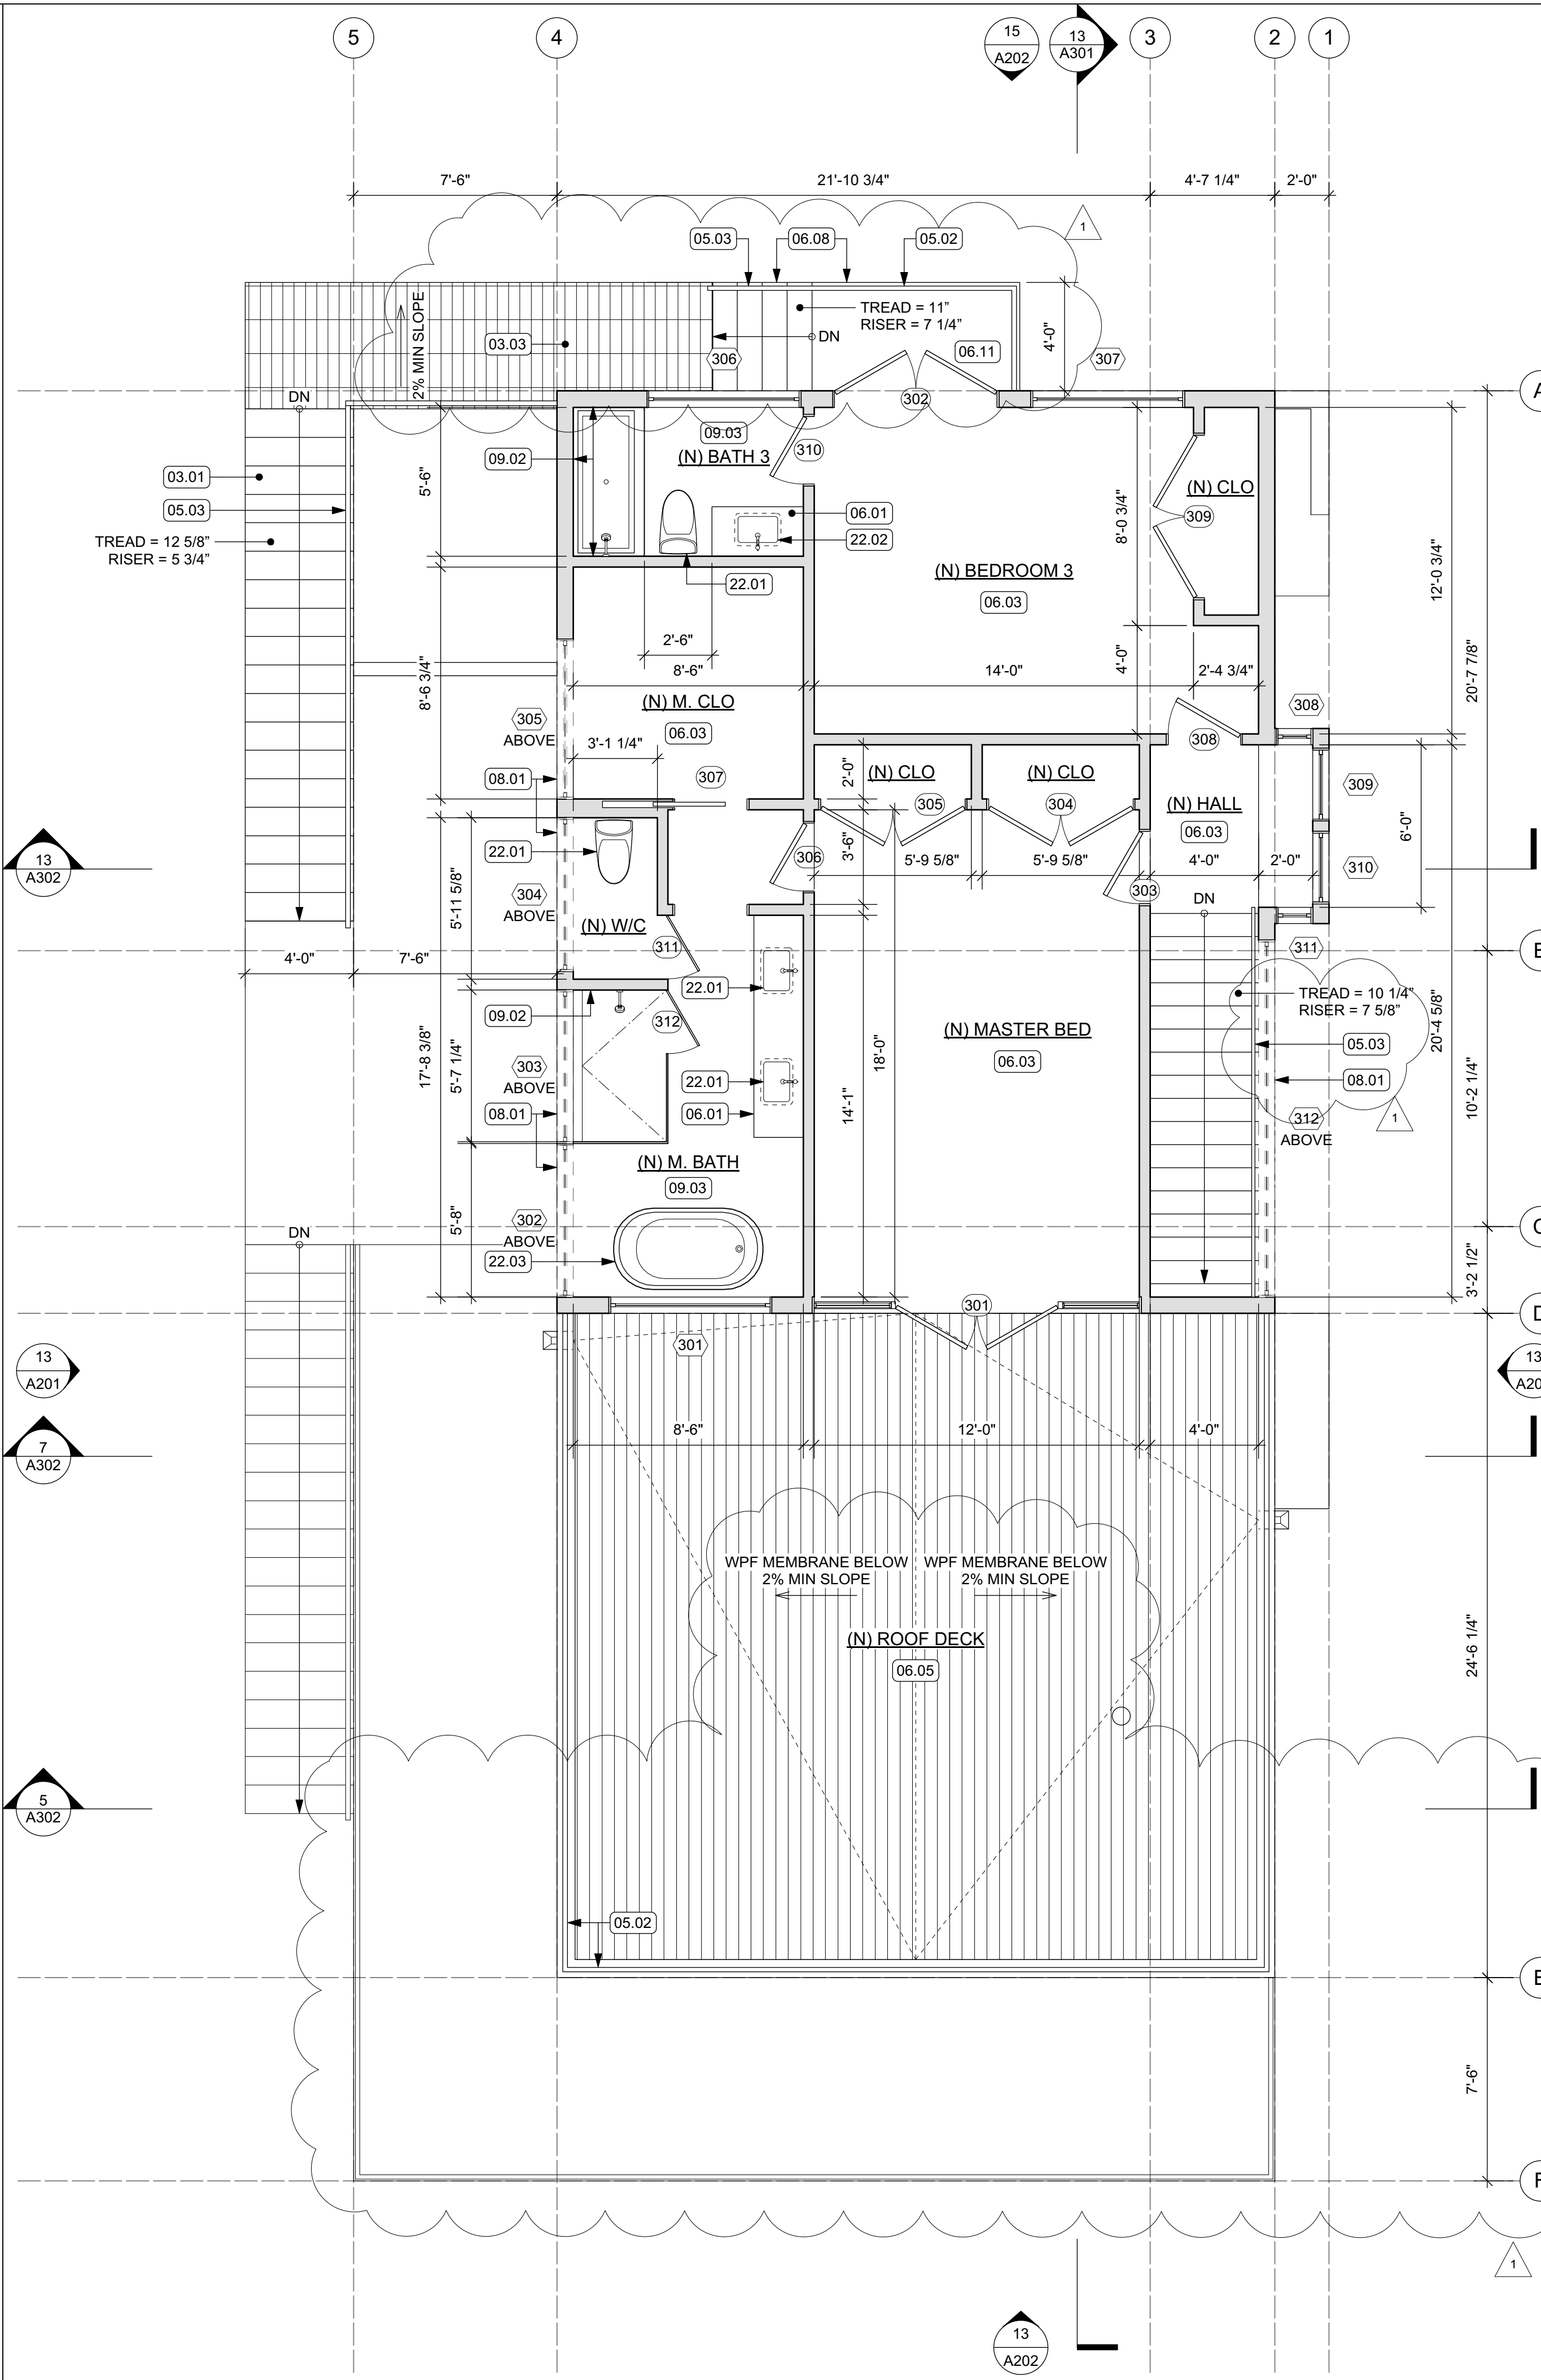 5
4
15
A202
13
A301
3
2
1
7'-6"
21'-10 3/4"
4'-7 1/4"
2'-0"
1
05.03
06.08
05.02
2% MIN SLOPE
TREAD = 11"
RISER = 7 1/4"
DN
03.03
306
06.11
4'-0"
307
A
DN
302
09.03
(N) BATH 3
310
09.02
5'-6"
03.01
05.03
TREAD = 12 5/8"
RISER = 5 3/4"
06.01
22.02
22.01
(N) CLO
309
8'-0 3/4"
12'-0 3/4"
(N) BEDROOM 3
06.03
2'-6"
8'-6"
14'-0"
4'-0"
2'-4 3/4"
20'-7 7/8"
8'-6 3/4"
(N) M. CLO
06.03
305
ABOVE
3'-1 1/4"
308
308
08.01
307
2'-0"
(N) CLO
305
(N) CLO
304
(N) HALL
06.03
309
6'-0"
13
A302
22.01
306
3'-6"
5'-9 5/8"
5'-9 5/8"
303
4'-0"
2'-0"
310
304
ABOVE
5'-11 5/8"
(N) W/C
311
DN
311
4'-0"
7'-6"
22.01
09.02
312
TREAD = 10 1/4"
RISER = 7 5/8"
(N) MASTER BED
06.03
18'-0"
05.03
20'-4 5/8"
303
ABOVE
17'-8 3/8"
5'-7 1/4"
22.01
08.01
08.01
06.01
14'-1"
10'-2 1/4"
312
ABOVE
1
(N) M. BATH
09.03
5'-8"
302
ABOVE
22.03
DN
3'-2 1/2"
301
D
301
13
A201
13
7
A302
8'-6"
12'-0"
4'-0"
WPF MEMBRANE BELOW
2% MIN SLOPE
WPF MEMBRANE BELOW
2% MIN SLOPE
(N) ROOF DECK
06.05
24'-6 1/4"
5
A302
05.02
7'-6"
1
13
A202